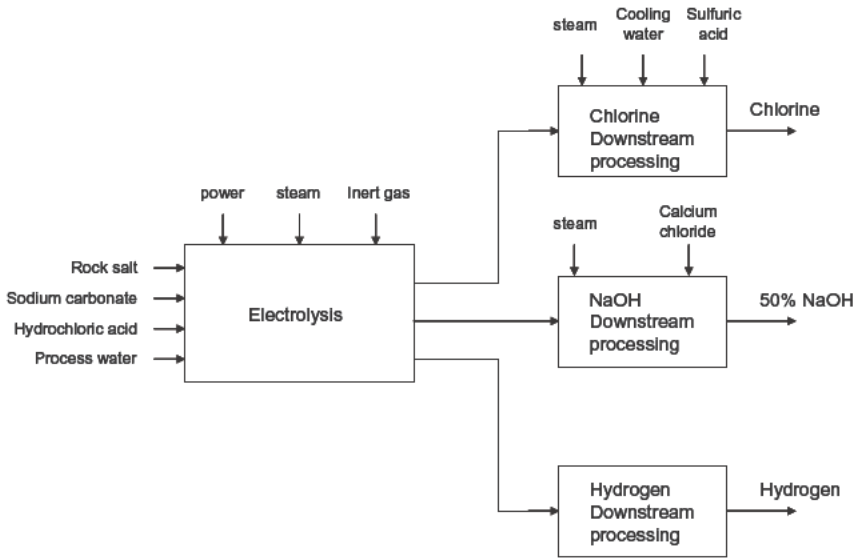 steam
Cooling
water
Sulfuric
acid
Chlorine
Downstream
processing
Chlorine
power
steam
Inert gas
Rock salt
Sodium carbonate
Hydrochloric acid
Process water
Electrolysis
steam
Calcium
chloride
NaOH
Downstream
processing
50% NaOH
Hydrogen
Downstream
processing
Hydrogen